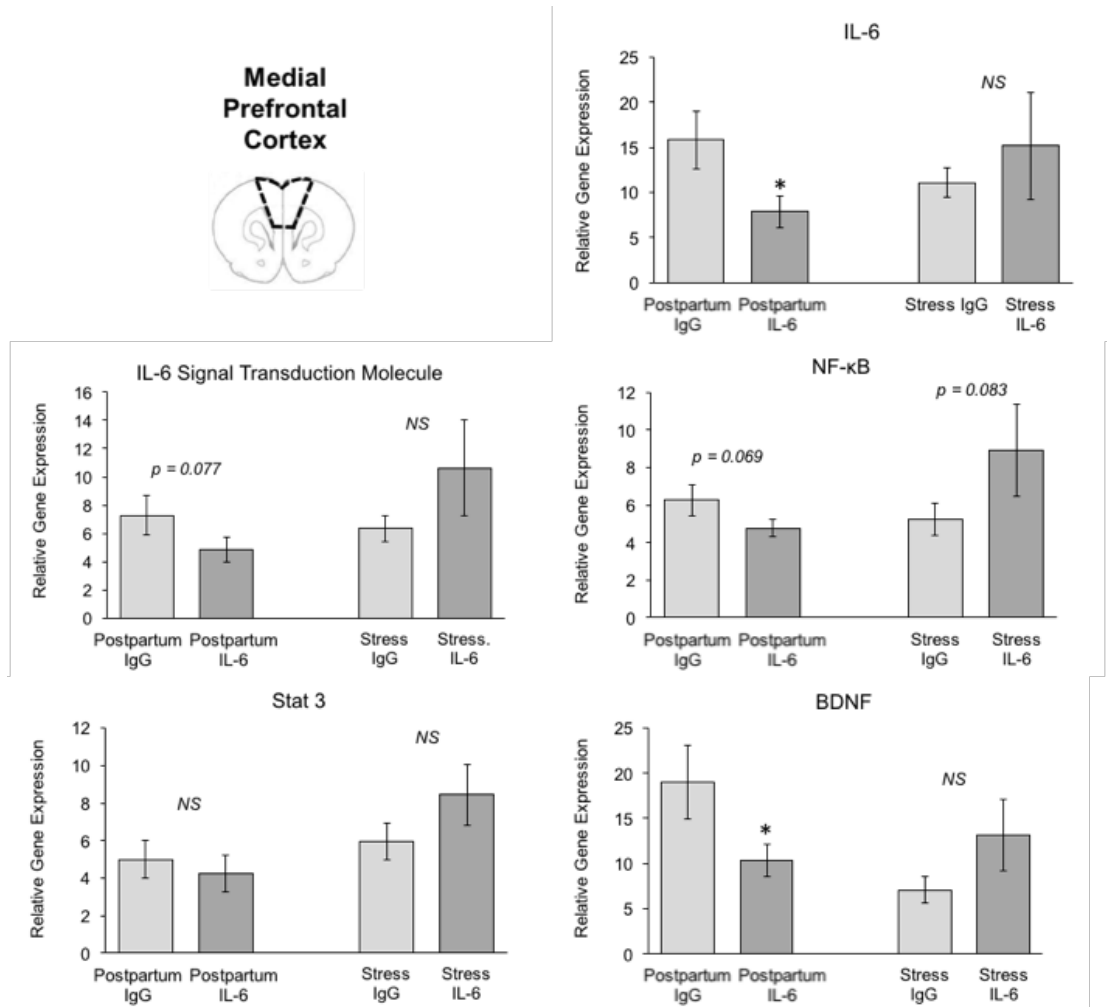 Medial
Prefrontal
Cortex
IL-6
Relative Gene Expression
25
20
15
10
5
0
*
NS
Postpartum IgG
Postpartum IL-6
Stress IgG
Stress IL-6
IL-6 Signal Transduction Molecule
Relative Gene Expression
16
14
12
10
8
6
4
2
0
p = 0.077
NS
Postpartum IgG
Postpartum IL-6
Stress IgG
Stress. IL-6
NF-κB
Relative Gene Expression
12
10
8
6
4
2
0
p = 0.069
p = 0.083
Postpartum IgG
Postpartum IL-6
Stress IgG
Stress IL-6
Stat 3
Relative Gene Expression
12
10
8
6
4
2
0
NS
NS
Postpartum IgG
Postpartum IL-6
Stress IgG
Stress IL-6
BDNF
Relative Gene Expression
25
20
15
10
5
0
*
NS
Postpartum IgG
Postpartum IL-6
Stress IgG
Stress IL-6